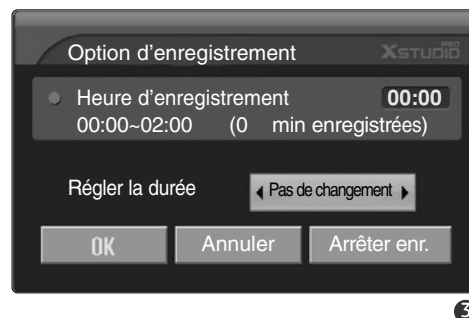 Option d'enregistrement XSTUDIO PRO
Heure d'enregistrement 00:00
00:00~02:00 (0 min enregistrées)
Régler la durée Pas de changement
OK Annuler Arrêter enr.
3